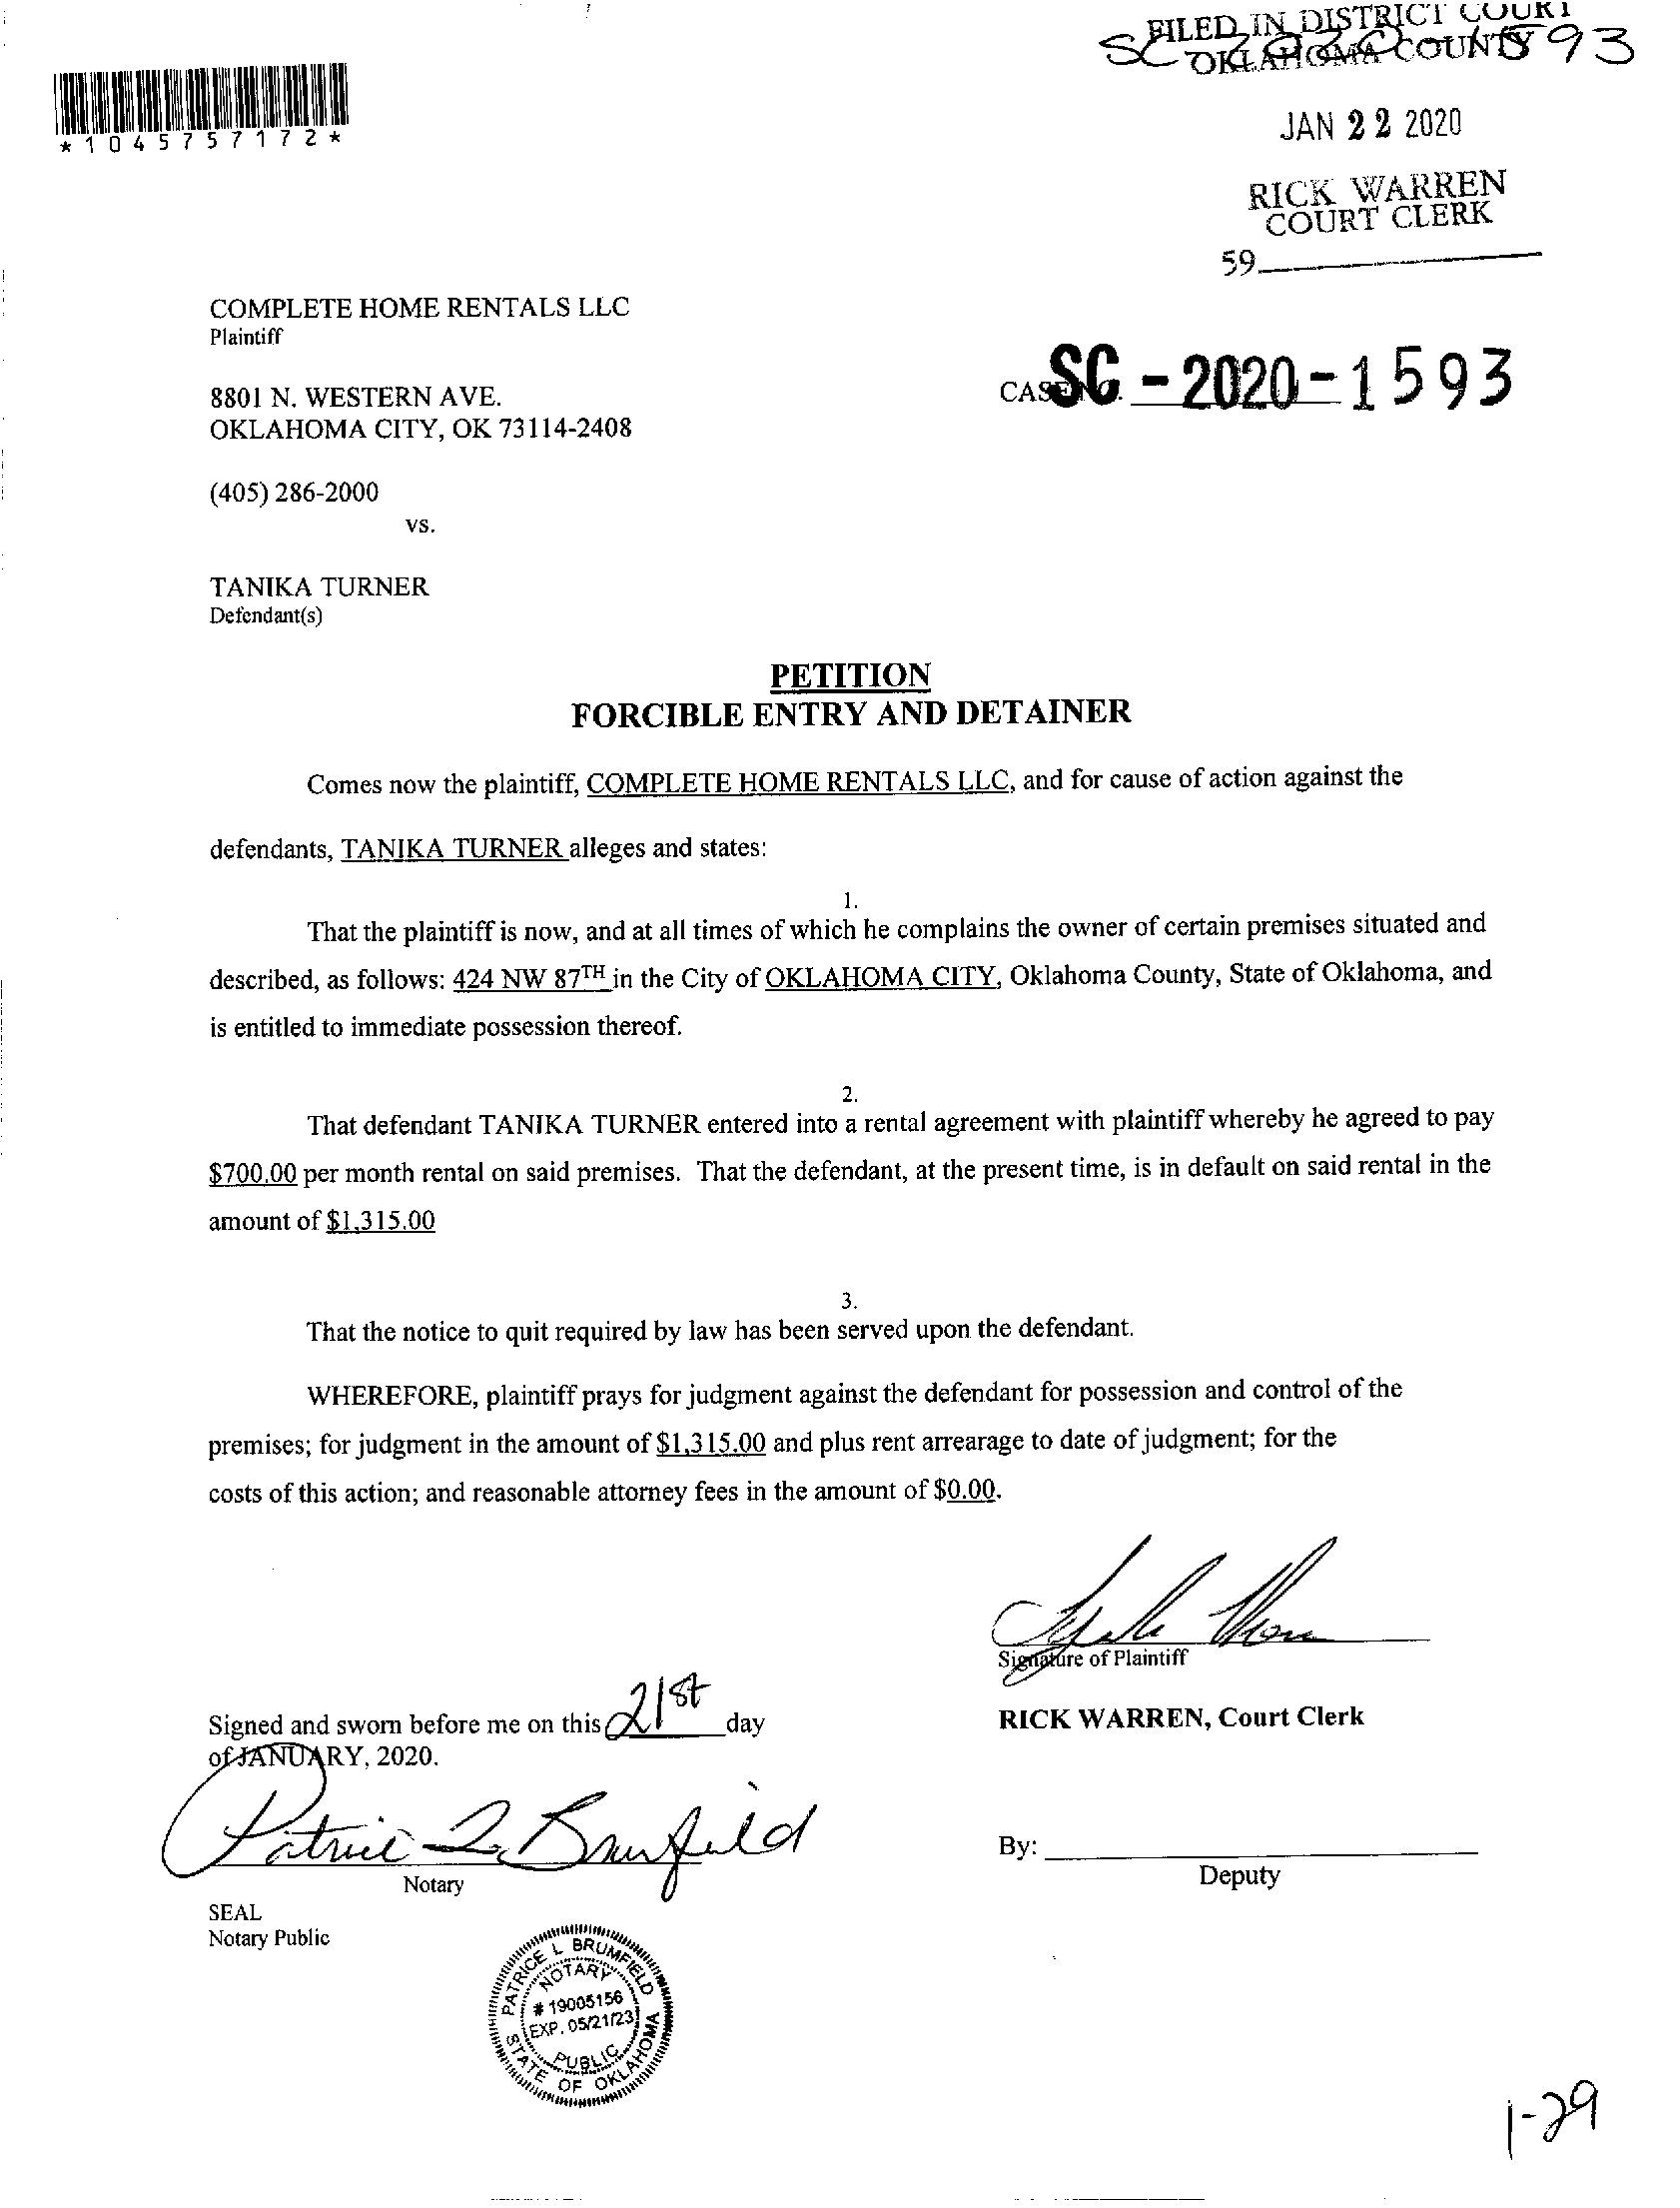 FILED IN DISTRICT COURT
OKLAHOMA COUNTY
SC-2020-1593
*1045757172*
JAN 22 2020
RICK WARREN
COURT CLERK
59
COMPLETE HOME RENTALS LLC
Plaintiff
8801 N. WESTERN AVE.
OKLAHOMA CITY, OK 73114-2408
CASE NO. SC-2020-1593
(405) 286-2000
vs.
TANIKA TURNER
Defendant(s)
PETITION
FORCIBLE ENTRY AND DETAINER
Comes now the plaintiff, COMPLETE HOME RENTALS LLC, and for cause of action against the
defendants, TANIKA TURNER alleges and states:
1.
That the plaintiff is now, and at all times of which he complains the owner of certain premises situated and
described, as follows: 424 NW 87TH in the City of OKLAHOMA CITY, Oklahoma County, State of Oklahoma, and
is entitled to immediate possession thereof.
2.
That defendant TANIKA TURNER entered into a rental agreement with plaintiff whereby he agreed to pay
$700.00 per month rental on said premises. That the defendant, at the present time, is in default on said rental in the
amount of $1,315.00
3.
That the notice to quit required by law has been served upon the defendant.
WHEREFORE, plaintiff prays for judgment against the defendant for possession and control of the
premises; for judgment in the amount of $1,315.00 and plus rent arrearage to date of judgment; for the
costs of this action; and reasonable attorney fees in the amount of $0.00.
Signature of Plaintiff
Signed and sworn before me on this 21st day
of JANUARY, 2020.
RICK WARREN, Court Clerk
Patrice L Brumfield
Notary
By:
Deputy
SEAL
Notary Public
PATRICE L BRUMFIELD
NOTARY
# 19005156
EXP. 05/21/23
PUBLIC
STATE OF OKLAHOMA
1-29